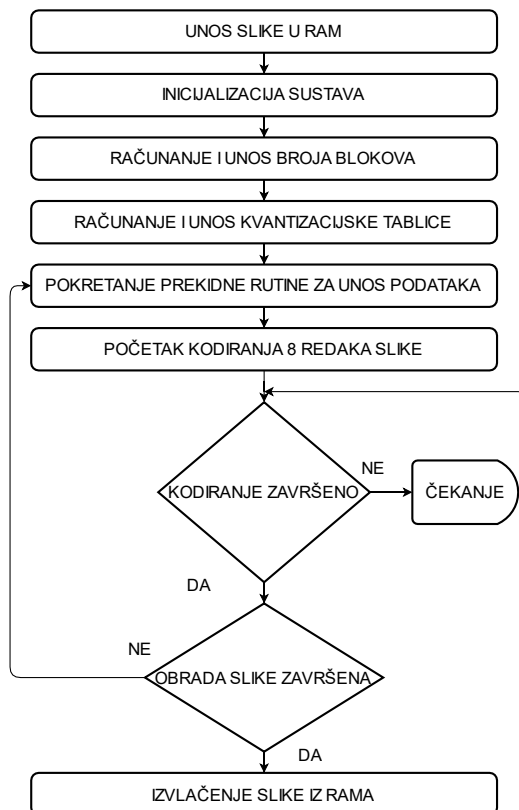 UNOS SLIKE U RAM
INICIJALIZACIJA SUSTAVA
RAČUNANJE I UNOS BROJA BLOKOVA
RAČUNANJE I UNOS KVANTIZACIJSKE TABLICE
POKRETANJE PREKIDNE RUTINE ZA UNOS PODATAKA
POČETAK KODIRANJA 8 REDAKA SLIKE
KODIRANJE ZAVRŠENO
NE
ČEKANJE
DA
NE
OBRADA SLIKE ZAVRŠENA
DA
IZVLAČENJE SLIKE IZ RAMA